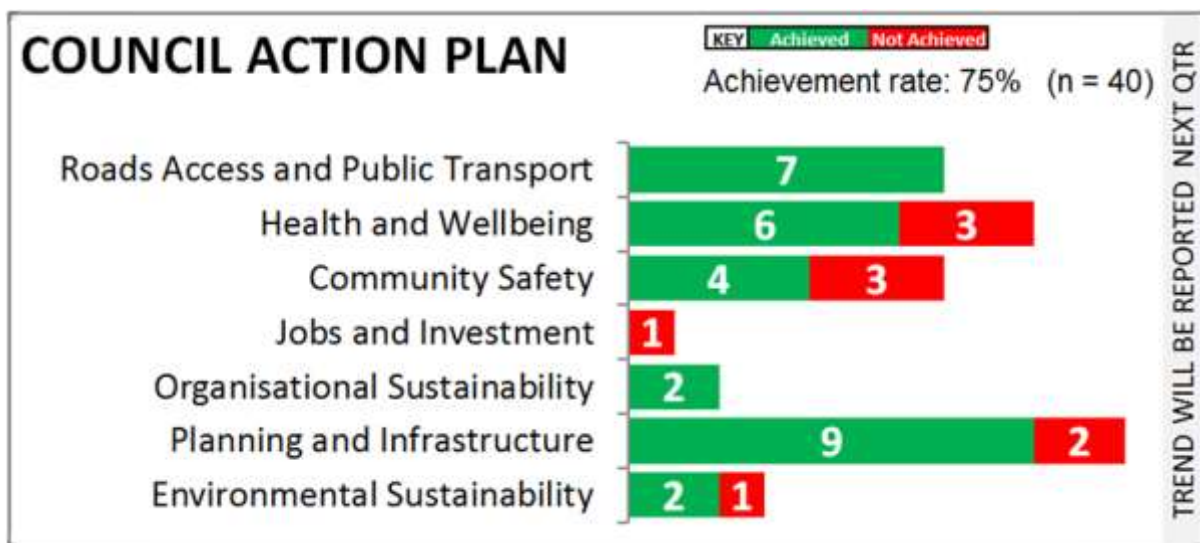 COUNCIL ACTION PLAN
KEY Achieved Not Achieved
Achievement rate: 75% (n = 40)
Roads Access and Public Transport 7
Health and Wellbeing 6 3
Community Safety 4 3
Jobs and Investment 1
Organisational Sustainability 2
Planning and Infrastructure 9 2
Environmental Sustainability 2 1
TREND WILL BE REPORTED NEXT QTR